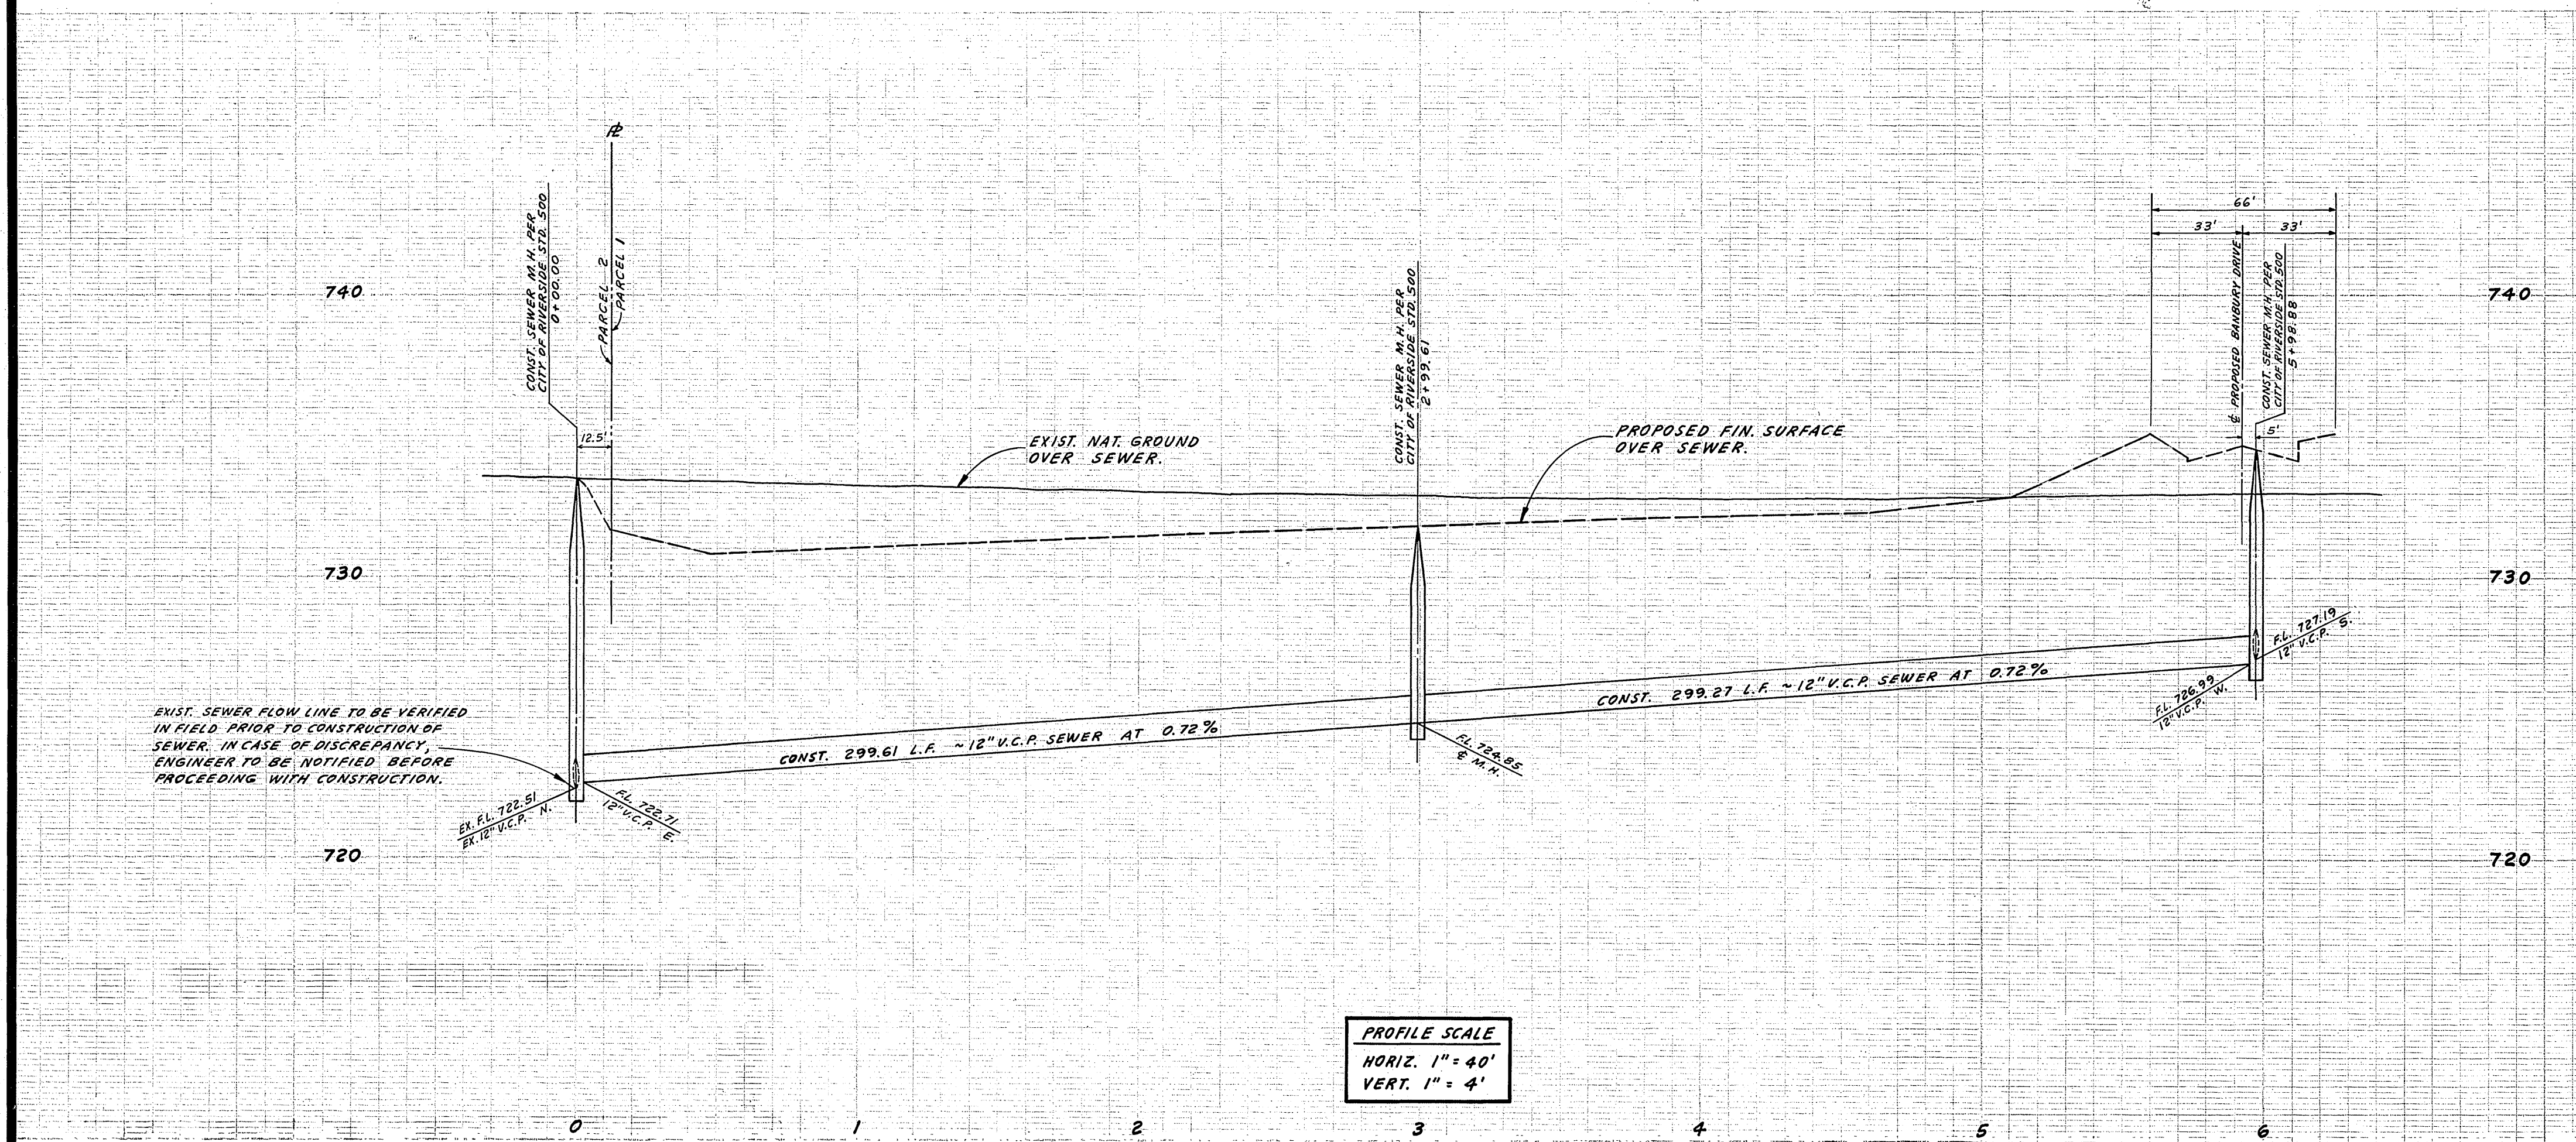 PL
CONST. SEWER M.H. PER
CITY OF RIVERSIDE STD. 500
0+00.00
PARCEL 2
PARCEL 1
12.5'
740
730
720
EXIST. NAT. GROUND
OVER SEWER.
CONST. SEWER M.H. PER
CITY OF RIVERSIDE STD. 500
2+99.61
PROPOSED FIN. SURFACE
OVER SEWER.
66'
33'
33'
℄ PROPOSED BANBURY DRIVE
CONST. SEWER M.H. PER
CITY OF RIVERSIDE STD. 500
5+98.88
5'
740
730
720
EXIST. SEWER FLOW LINE TO BE VERIFIED
IN FIELD PRIOR TO CONSTRUCTION OF
SEWER. IN CASE OF DISCREPANCY,
ENGINEER TO BE NOTIFIED BEFORE
PROCEEDING WITH CONSTRUCTION.
EX. F.L. 722.51
EX. 12" V.C.P. N.
F.L. 722.71
12" V.C.P. E.
CONST. 299.61 L.F. ~ 12" V.C.P. SEWER AT 0.72%
F.L. 724.85
℄ M.H.
CONST. 299.27 L.F. ~ 12" V.C.P. SEWER AT 0.72%
F.L. 726.99
12" V.C.P. W.
F.L. 727.19
12" V.C.P. S.
PROFILE SCALE
HORIZ. 1" = 40'
VERT. 1" = 4'
0 1 2 3 4 5 6